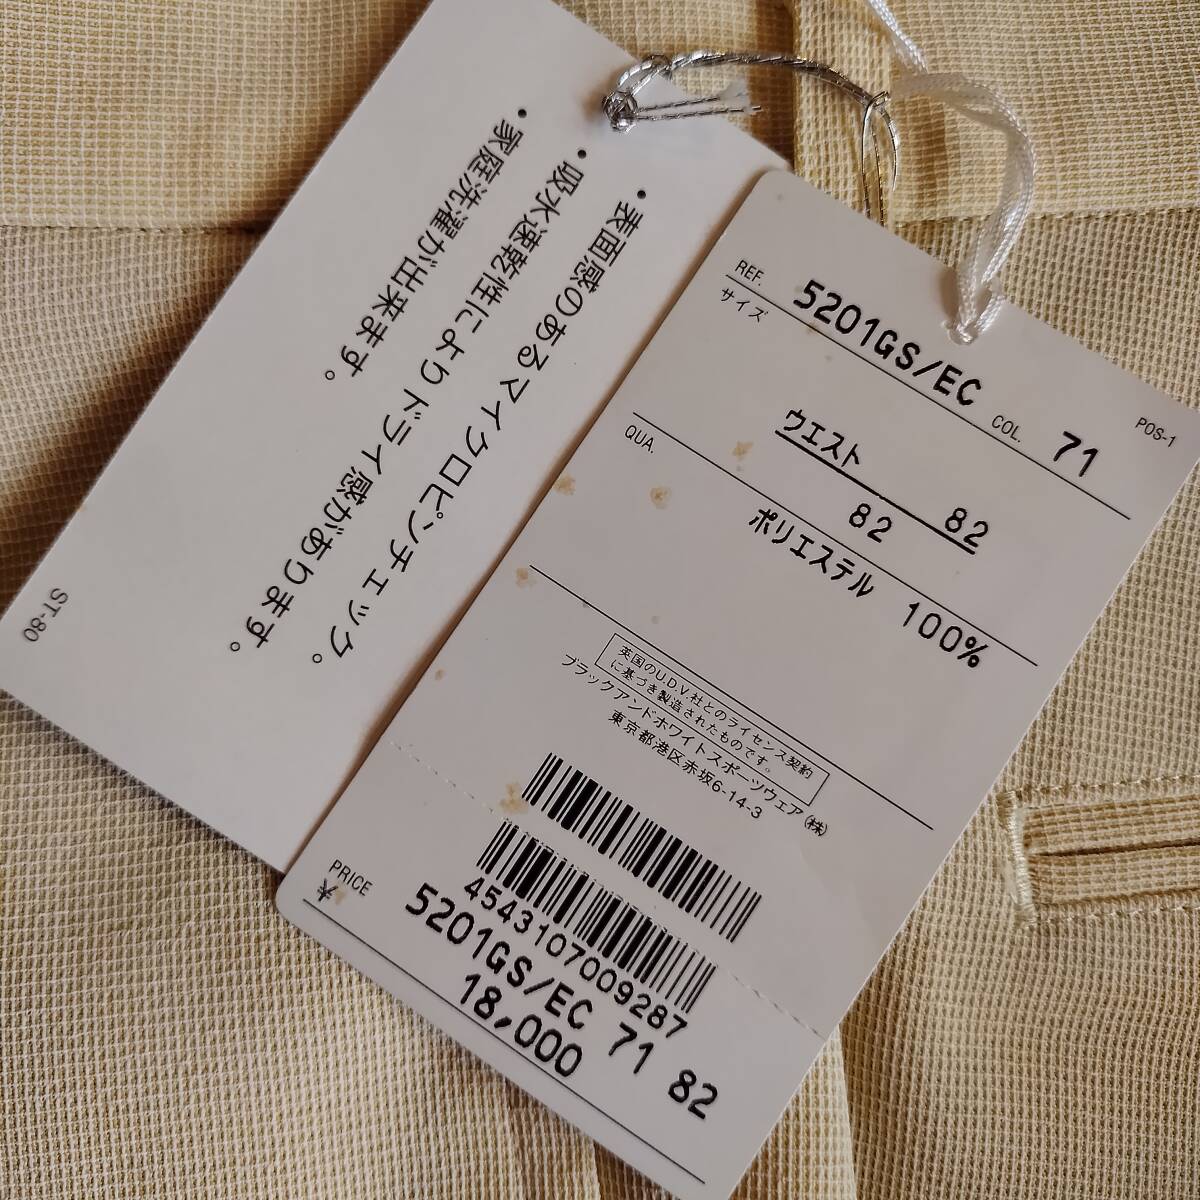 ・表面感のあるマイクロピンチェック。
・吸水速乾性によりドライ感があります。
・家庭洗濯が出来ます。
ST-80
REF. 5201GS/EC COL. 71
POS-1
サイズ
ウエスト 82
82
QUA. ポリエステル 100%
英国のU.D.V.社とのライセンス契約
に基づき製造されたものです。
ブラックアンドホワイトスポーツウェア(株)
東京都港区赤坂6-14-3
4543107009287
5201GS/EC 71 82
PRICE 18,000